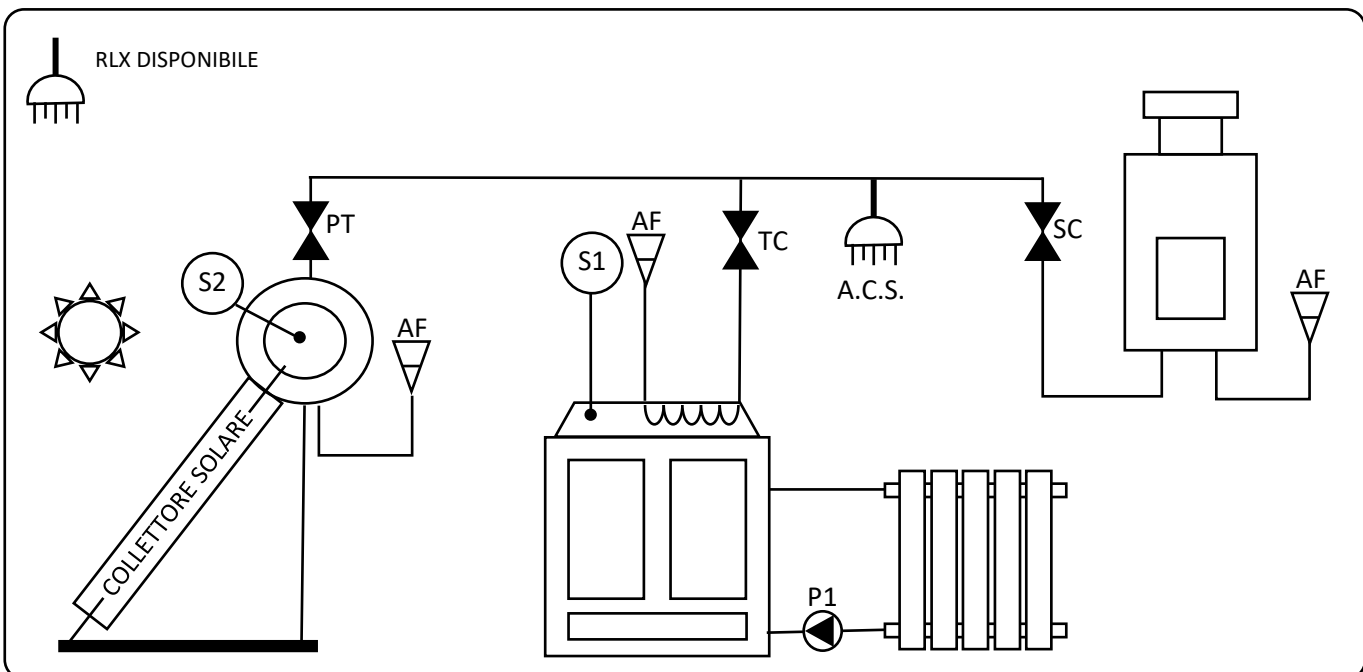 RLX DISPONIBILE
PT
AF
TC
SC
S1
S2
A.C.S.
AF
AF
COLLETTORE SOLARE
P1